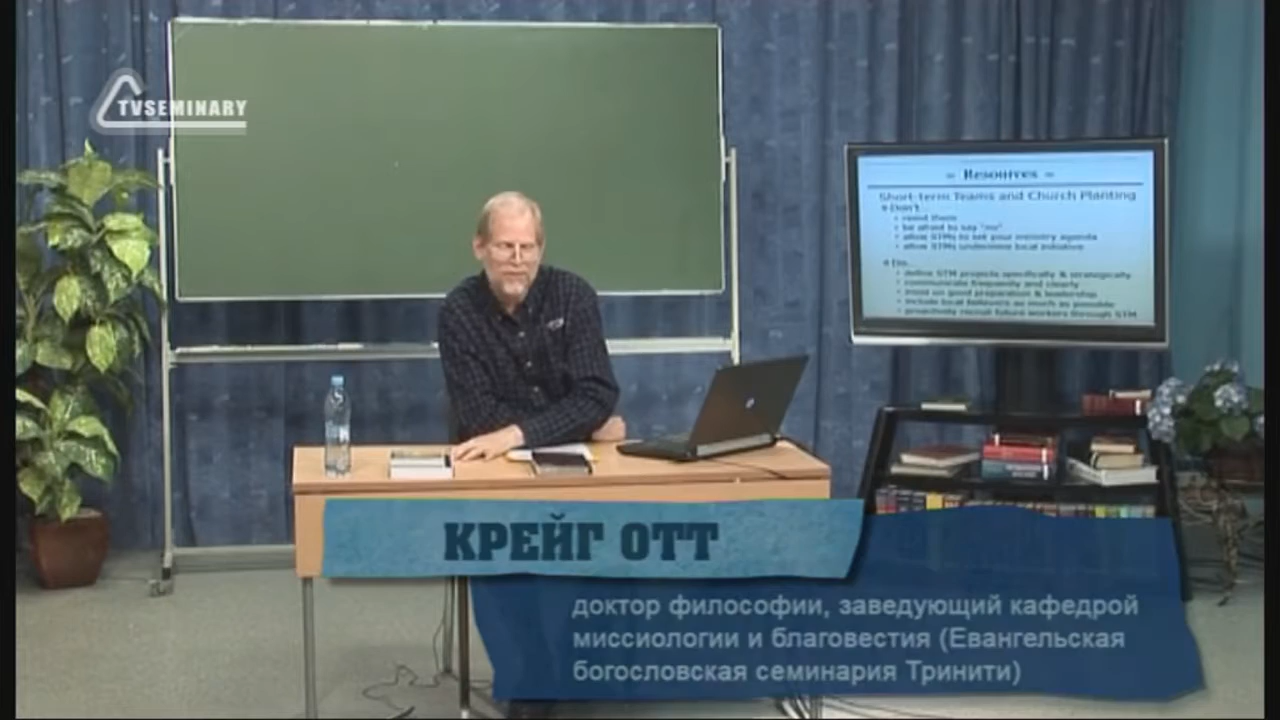 TVSEMINARY
Resources
Short-term Teams and Church Planting
Don't...
be afraid to say "no"
allow STMs to set your ministry agenda
allow STMs undermine local initiative
Do...
define STM projects specifically & strategically
communicate frequently and clearly
insist on good preparation & leadership
include local believers as much as possible
proactively recruit future workers through STM
КРЕЙГ ОТТ
доктор философии, заведующий кафедрой
миссиологии и благовестия (Евангельская
богословская семинария Тринити)